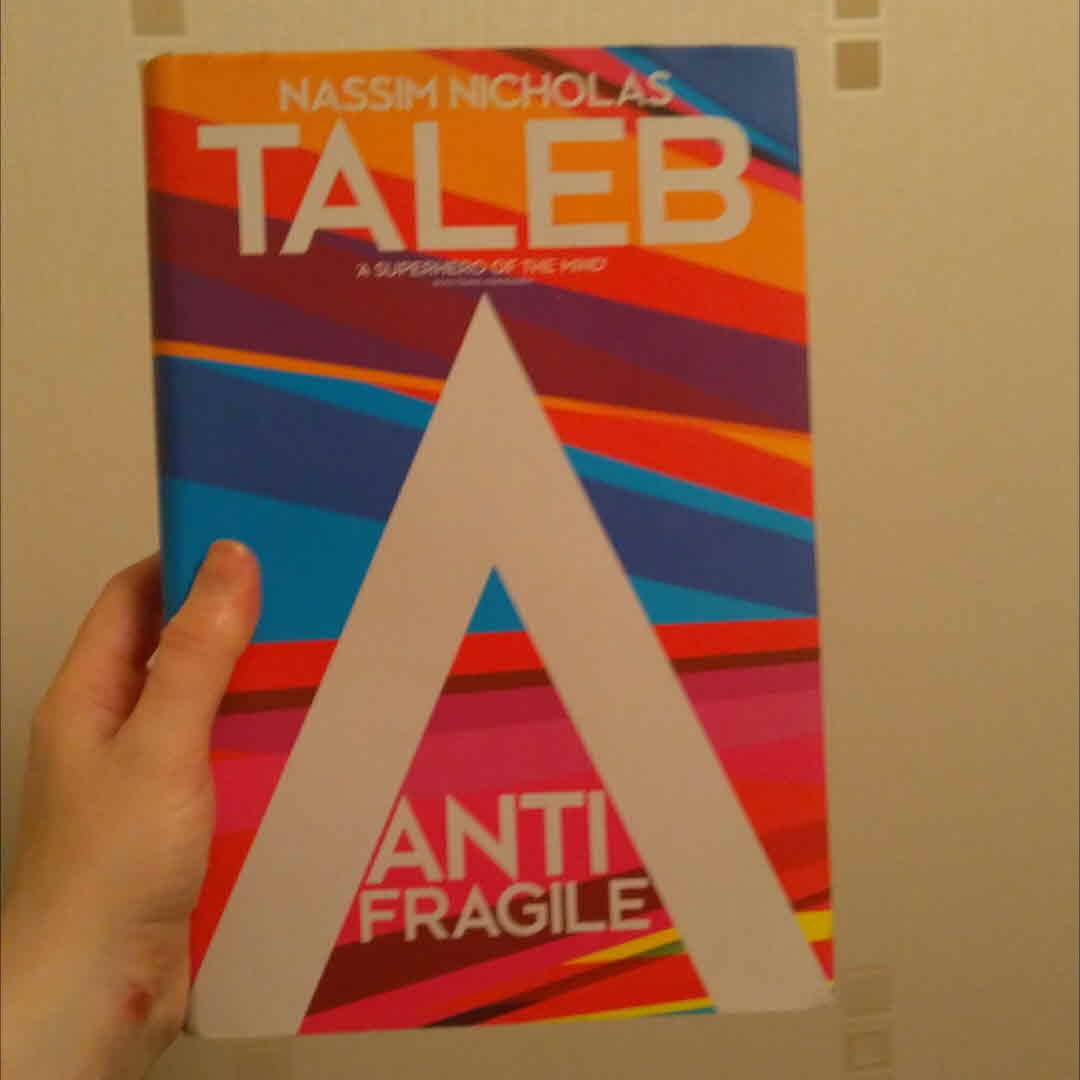 NASSIM NICHOLAS
TALEB
'A SUPERHERO OF THE MIND'
ANTI
FRAGILE